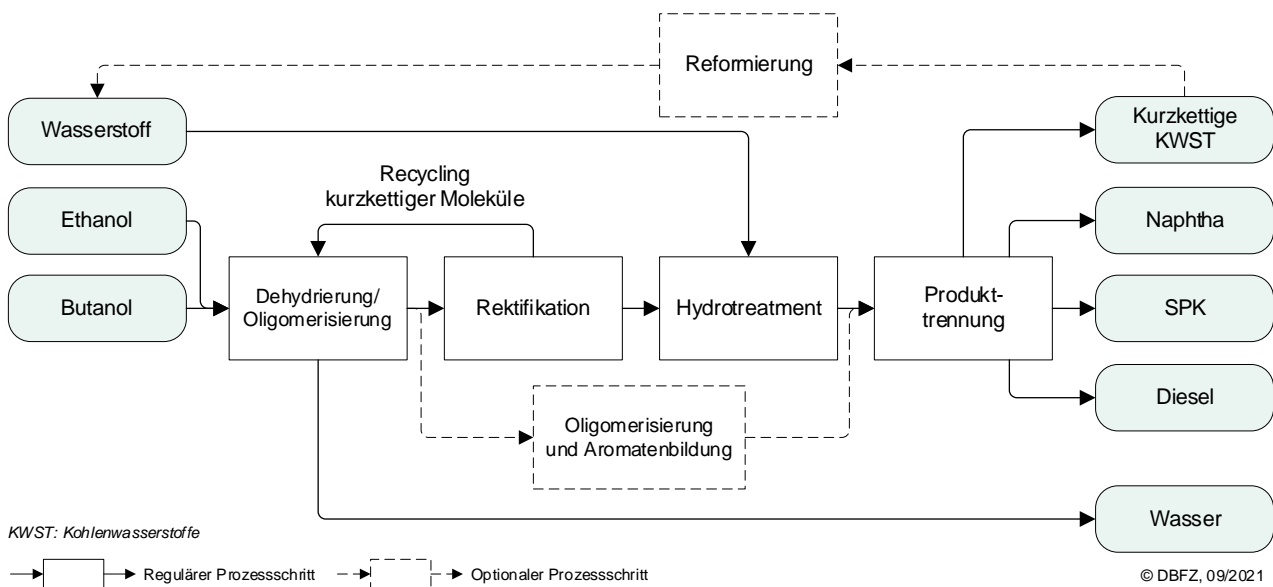 Reformierung
Wasserstoff
Kurzkettige
KWST
Recycling
kurzkettiger Moleküle
Ethanol
Naphtha
Butanol
Dehydrierung/
Oligomerisierung
Rektifikation
Hydrotreatment
Produkt-
trennung
SPK
Diesel
Oligomerisierung
und Aromatenbildung
Wasser
KWST: Kohlenwasserstoffe
Regulärer Prozessschritt
Optionaler Prozessschritt
© DBFZ, 09/2021